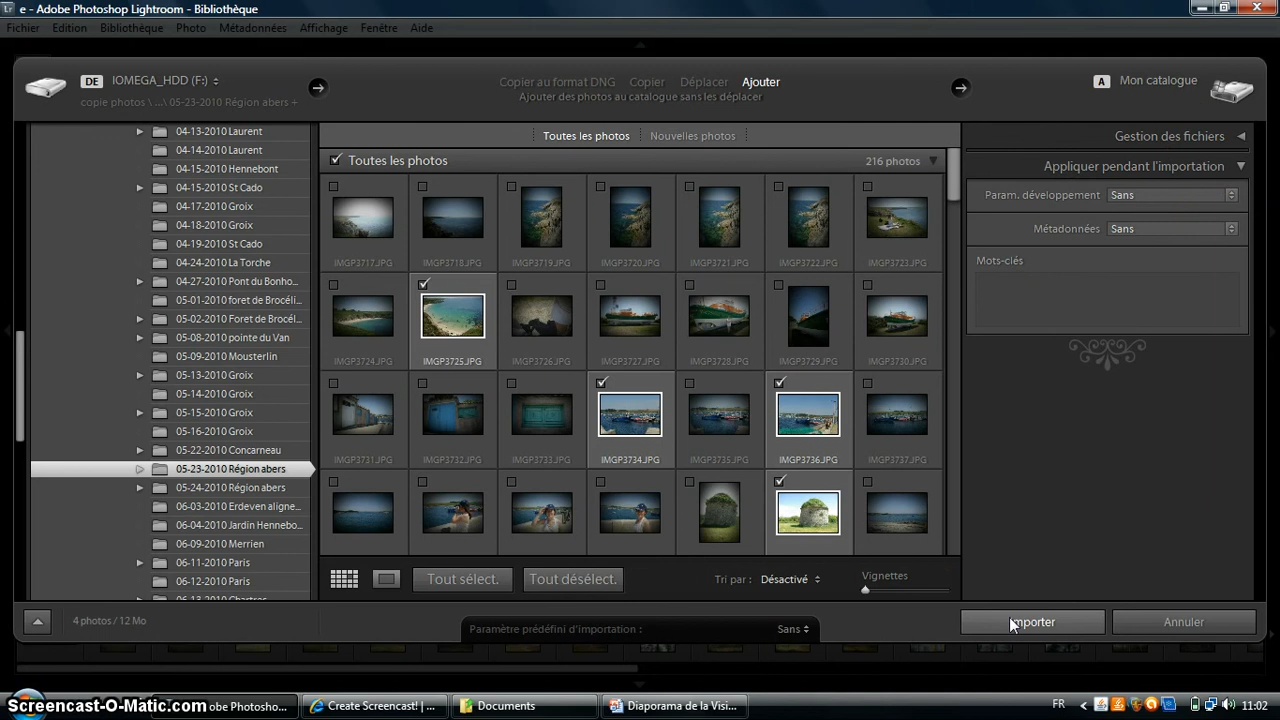 Lr e - Adobe Photoshop Lightroom - Bibliothèque
Fichier Edition Bibliothèque Photo Métadonnées Affichage Fenêtre Aide
DE IOMEGA_HDD (F:)
copie photos \ ...\ 05-23-2010 Région abers +
Copier au format DNG Copier Déplacer Ajouter
Ajouter des photos au catalogue sans les déplacer
A Mon catalogue
04-13-2010 Laurent
04-14-2010 Laurent
04-15-2010 Hennebont
04-15-2010 St Cado
04-17-2010 Groix
04-18-2010 Groix
04-19-2010 St Cado
04-24-2010 La Torche
04-27-2010 Pont du Bonho...
05-01-2010 foret de Brocéli...
05-02-2010 Foret de Brocél...
05-08-2010 pointe du Van
05-09-2010 Mousterlin
05-13-2010 Groix
05-14-2010 Groix
05-15-2010 Groix
05-16-2010 Groix
05-22-2010 Concarneau
05-23-2010 Région abers
05-24-2010 Région abers
06-03-2010 Erdeven aligne...
06-04-2010 Jardin Hennebo...
06-09-2010 Merrien
06-11-2010 Paris
06-12-2010 Paris
06-13-2010 Chartres
Toutes les photos Nouvelles photos
Toutes les photos 216 photos
IMGP3717.JPG IMGP3718.JPG IMGP3719.JPG IMGP3720.JPG IMGP3721.JPG IMGP3722.JPG IMGP3723.JPG
IMGP3724.JPG IMGP3725.JPG IMGP3726.JPG IMGP3727.JPG IMGP3728.JPG IMGP3729.JPG IMGP3730.JPG
IMGP3731.JPG IMGP3732.JPG IMGP3733.JPG IMGP3734.JPG IMGP3735.JPG IMGP3736.JPG IMGP3737.JPG
Tout sélect. Tout désélect. Tri par : Désactivé Vignettes
Gestion des fichiers
Appliquer pendant l'importation
Param. développement Sans
Métadonnées Sans
Mots-clés
4 photos / 12 Mo
Paramètre prédéfini d'importation : Sans
Importer Annuler
Screencast-O-Matic.com
obe Photosho... Create Screencast! | ... Documents Diaporama de la Visi... FR 11:02